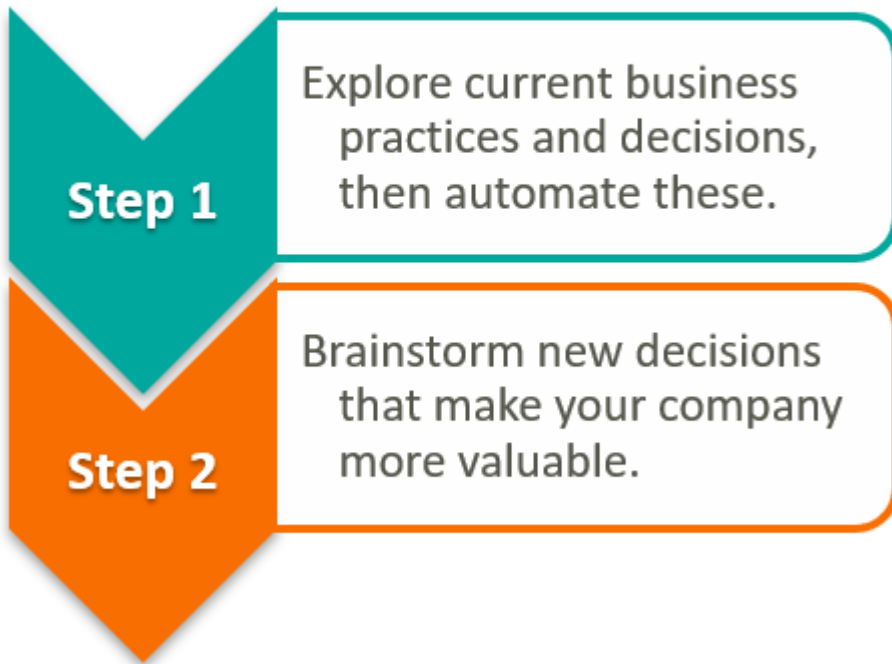 Step 1
Explore current business
practices and decisions,
then automate these.
Step 2
Brainstorm new decisions
that make your company
more valuable.